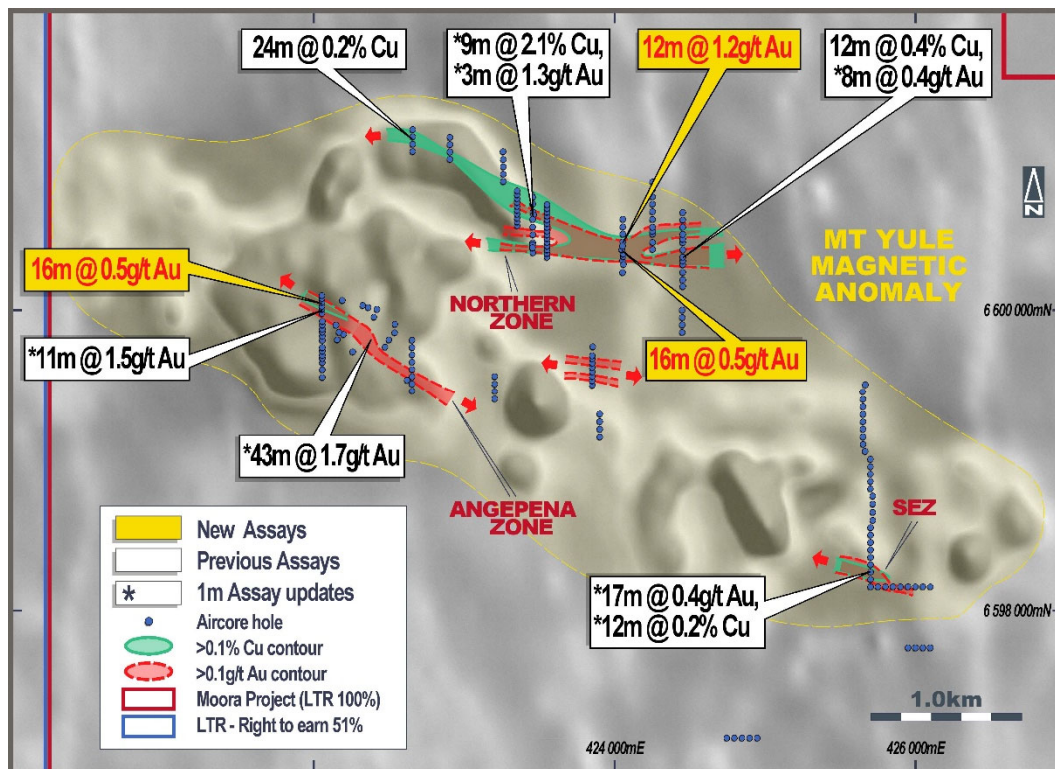 24m @ 0.2% Cu
*9m @ 2.1% Cu,
*3m @ 1.3g/t Au
12m @ 1.2g/t Au
12m @ 0.4% Cu,
*8m @ 0.4g/t Au
N
MT YULE
MAGNETIC
ANOMALY
16m @ 0.5g/t Au
NORTHERN
ZONE
6 600 000mN
*11m @ 1.5g/t Au
16m @ 0.5g/t Au
*43m @ 1.7g/t Au
ANGEPENA
ZONE
SEZ
*17m @ 0.4g/t Au,
*12m @ 0.2% Cu
6 598 000mN
New Assays
Previous Assays
* 1m Assay updates
Aircore hole
>0.1% Cu contour
>0.1g/t Au contour
Moora Project (LTR 100%)
LTR - Right to earn 51%
1.0km
424 000mE
426 000mE